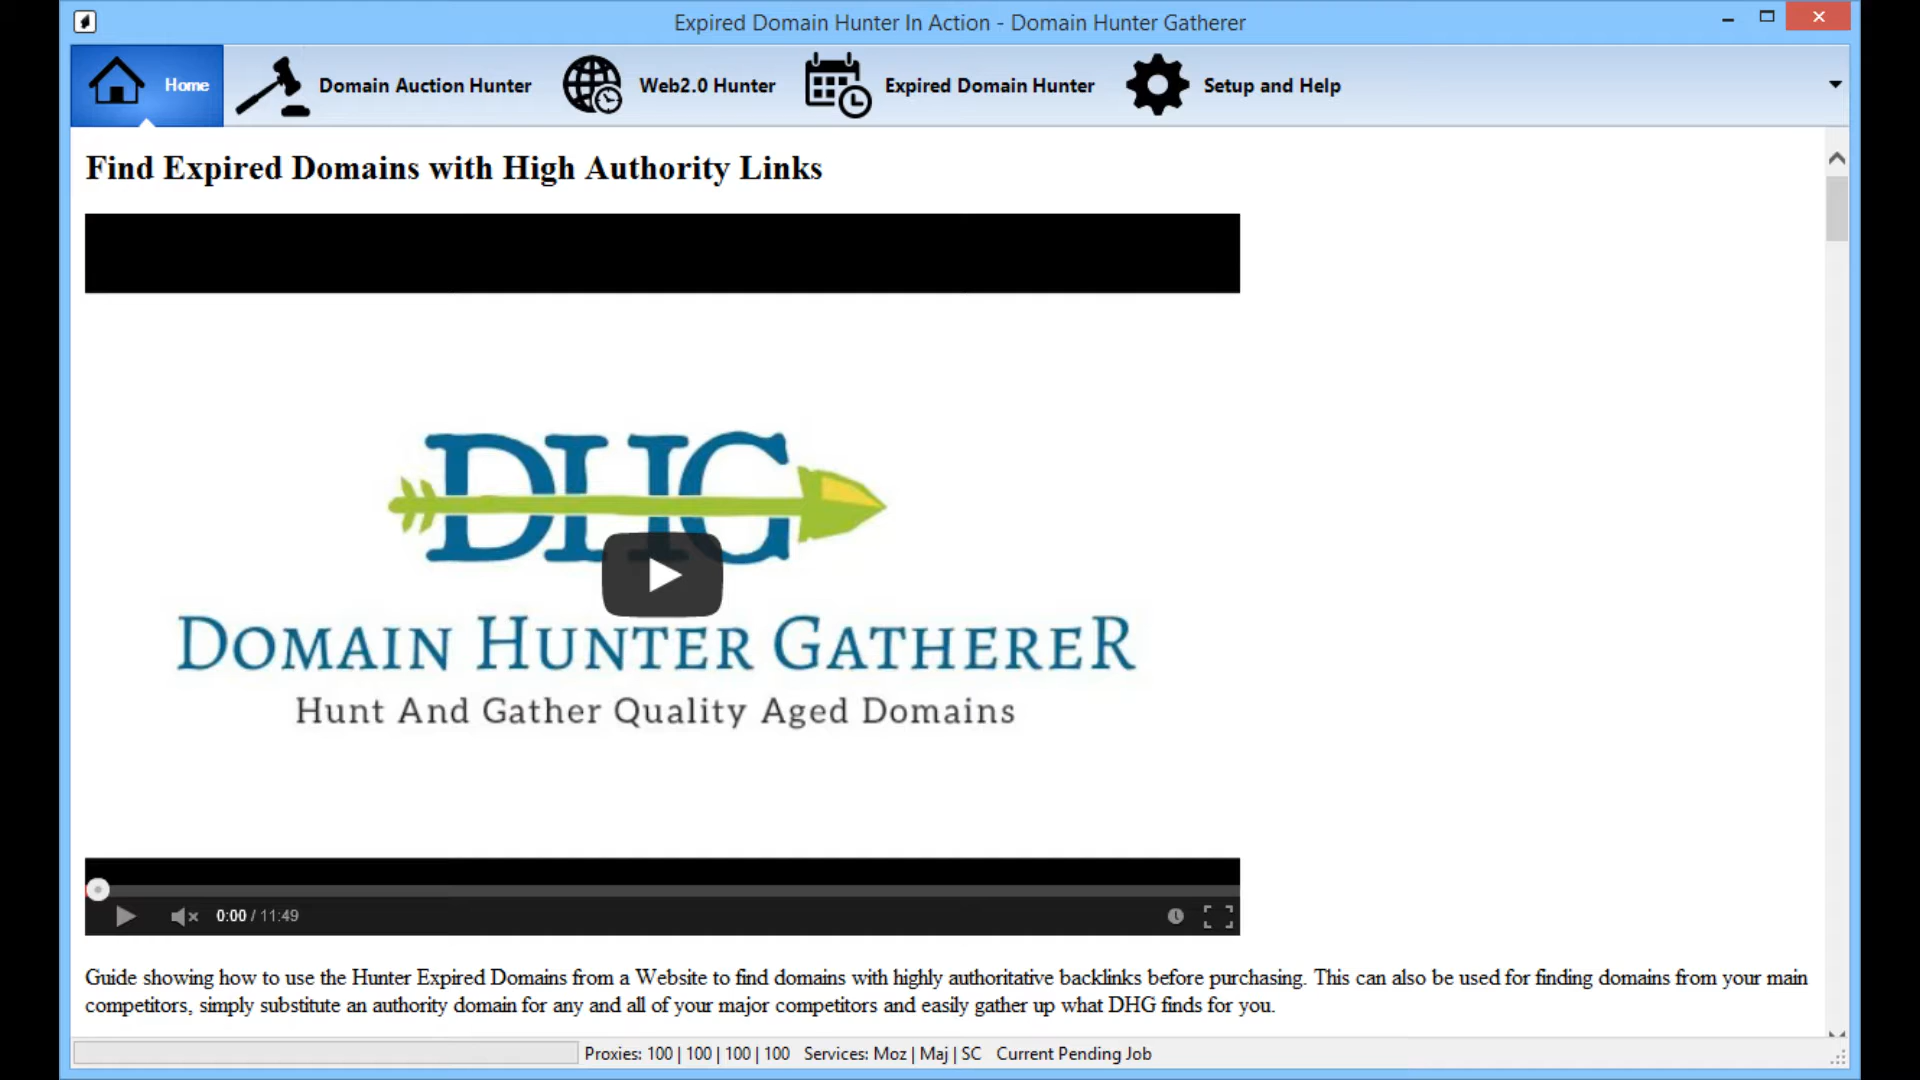 Expired Domain Hunter In Action - Domain Hunter Gatherer
Home
Domain Auction Hunter
Web2.0 Hunter
Expired Domain Hunter
Setup and Help
Find Expired Domains with High Authority Links
DHG
DOMAIN HUNTER GATHERER
Hunt And Gather Quality Aged Domains
0:00 / 11:49
Guide showing how to use the Hunter Expired Domains from a Website to find domains with highly authoritative backlinks before purchasing. This can also be used for finding domains from your main
competitors, simply substitute an authority domain for any and all of your major competitors and easily gather up what DHG finds for you.
Proxies: 100 | 100 | 100 | 100 Services: Moz | Maj | SC Current Pending Job